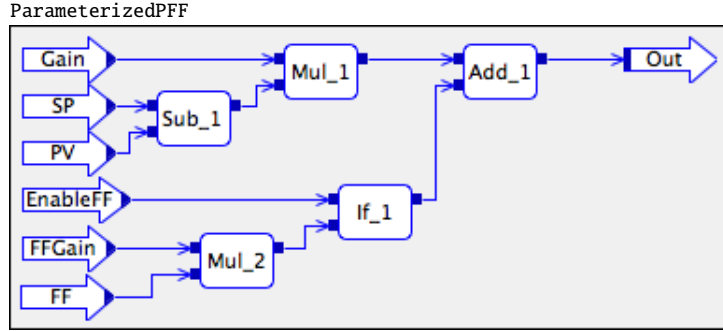 ParameterizedPFF
Gain
Mul_1
Add_1
Out
SP
Sub_1
PV
EnableFF
If_1
FFGain
Mul_2
FF